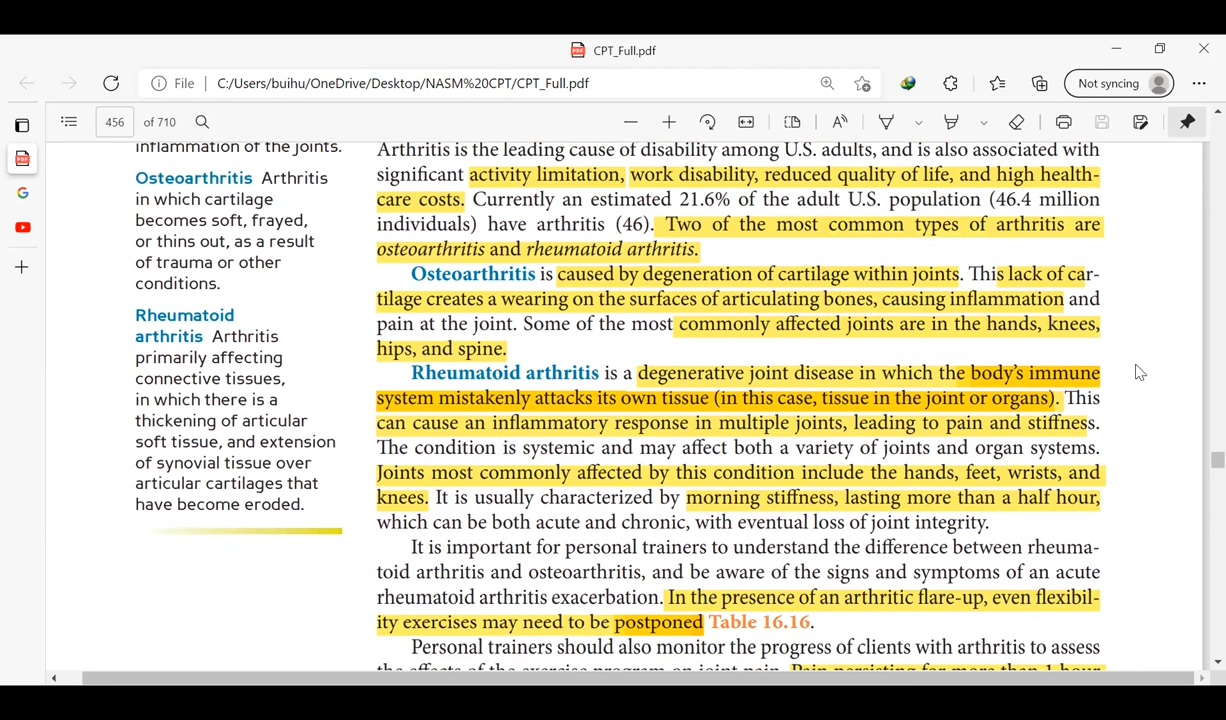 CPT_Full.pdf
File
C:/Users/buihu/OneDrive/Desktop/NASM%20CPT/CPT_Full.pdf
Not syncing
456 of 710
inflammation of the joints.
Osteoarthritis Arthritis
in which cartilage
becomes soft, frayed,
or thins out, as a result
of trauma or other
conditions.
Rheumatoid
arthritis Arthritis
primarily affecting
connective tissues,
in which there is a
thickening of articular
soft tissue, and extension
of synovial tissue over
articular cartilages that
have become eroded.
Arthritis is the leading cause of disability among U.S. adults, and is also associated with
significant activity limitation, work disability, reduced quality of life, and high health-
care costs. Currently an estimated 21.6% of the adult U.S. population (46.4 million
individuals) have arthritis (46). Two of the most common types of arthritis are
osteoarthritis and rheumatoid arthritis.
Osteoarthritis is caused by degeneration of cartilage within joints. This lack of car-
tilage creates a wearing on the surfaces of articulating bones, causing inflammation and
pain at the joint. Some of the most commonly affected joints are in the hands, knees,
hips, and spine.
Rheumatoid arthritis is a degenerative joint disease in which the body's immune
system mistakenly attacks its own tissue (in this case, tissue in the joint or organs). This
can cause an inflammatory response in multiple joints, leading to pain and stiffness.
The condition is systemic and may affect both a variety of joints and organ systems.
Joints most commonly affected by this condition include the hands, feet, wrists, and
knees. It is usually characterized by morning stiffness, lasting more than a half hour,
which can be both acute and chronic, with eventual loss of joint integrity.
It is important for personal trainers to understand the difference between rheuma-
toid arthritis and osteoarthritis, and be aware of the signs and symptoms of an acute
rheumatoid arthritis exacerbation. In the presence of an arthritic flare-up, even flexibil-
ity exercises may need to be postponed Table 16.16.
Personal trainers should also monitor the progress of clients with arthritis to assess
the effects of the exercise program on joint pain. Pain persisting for more than 1 hour